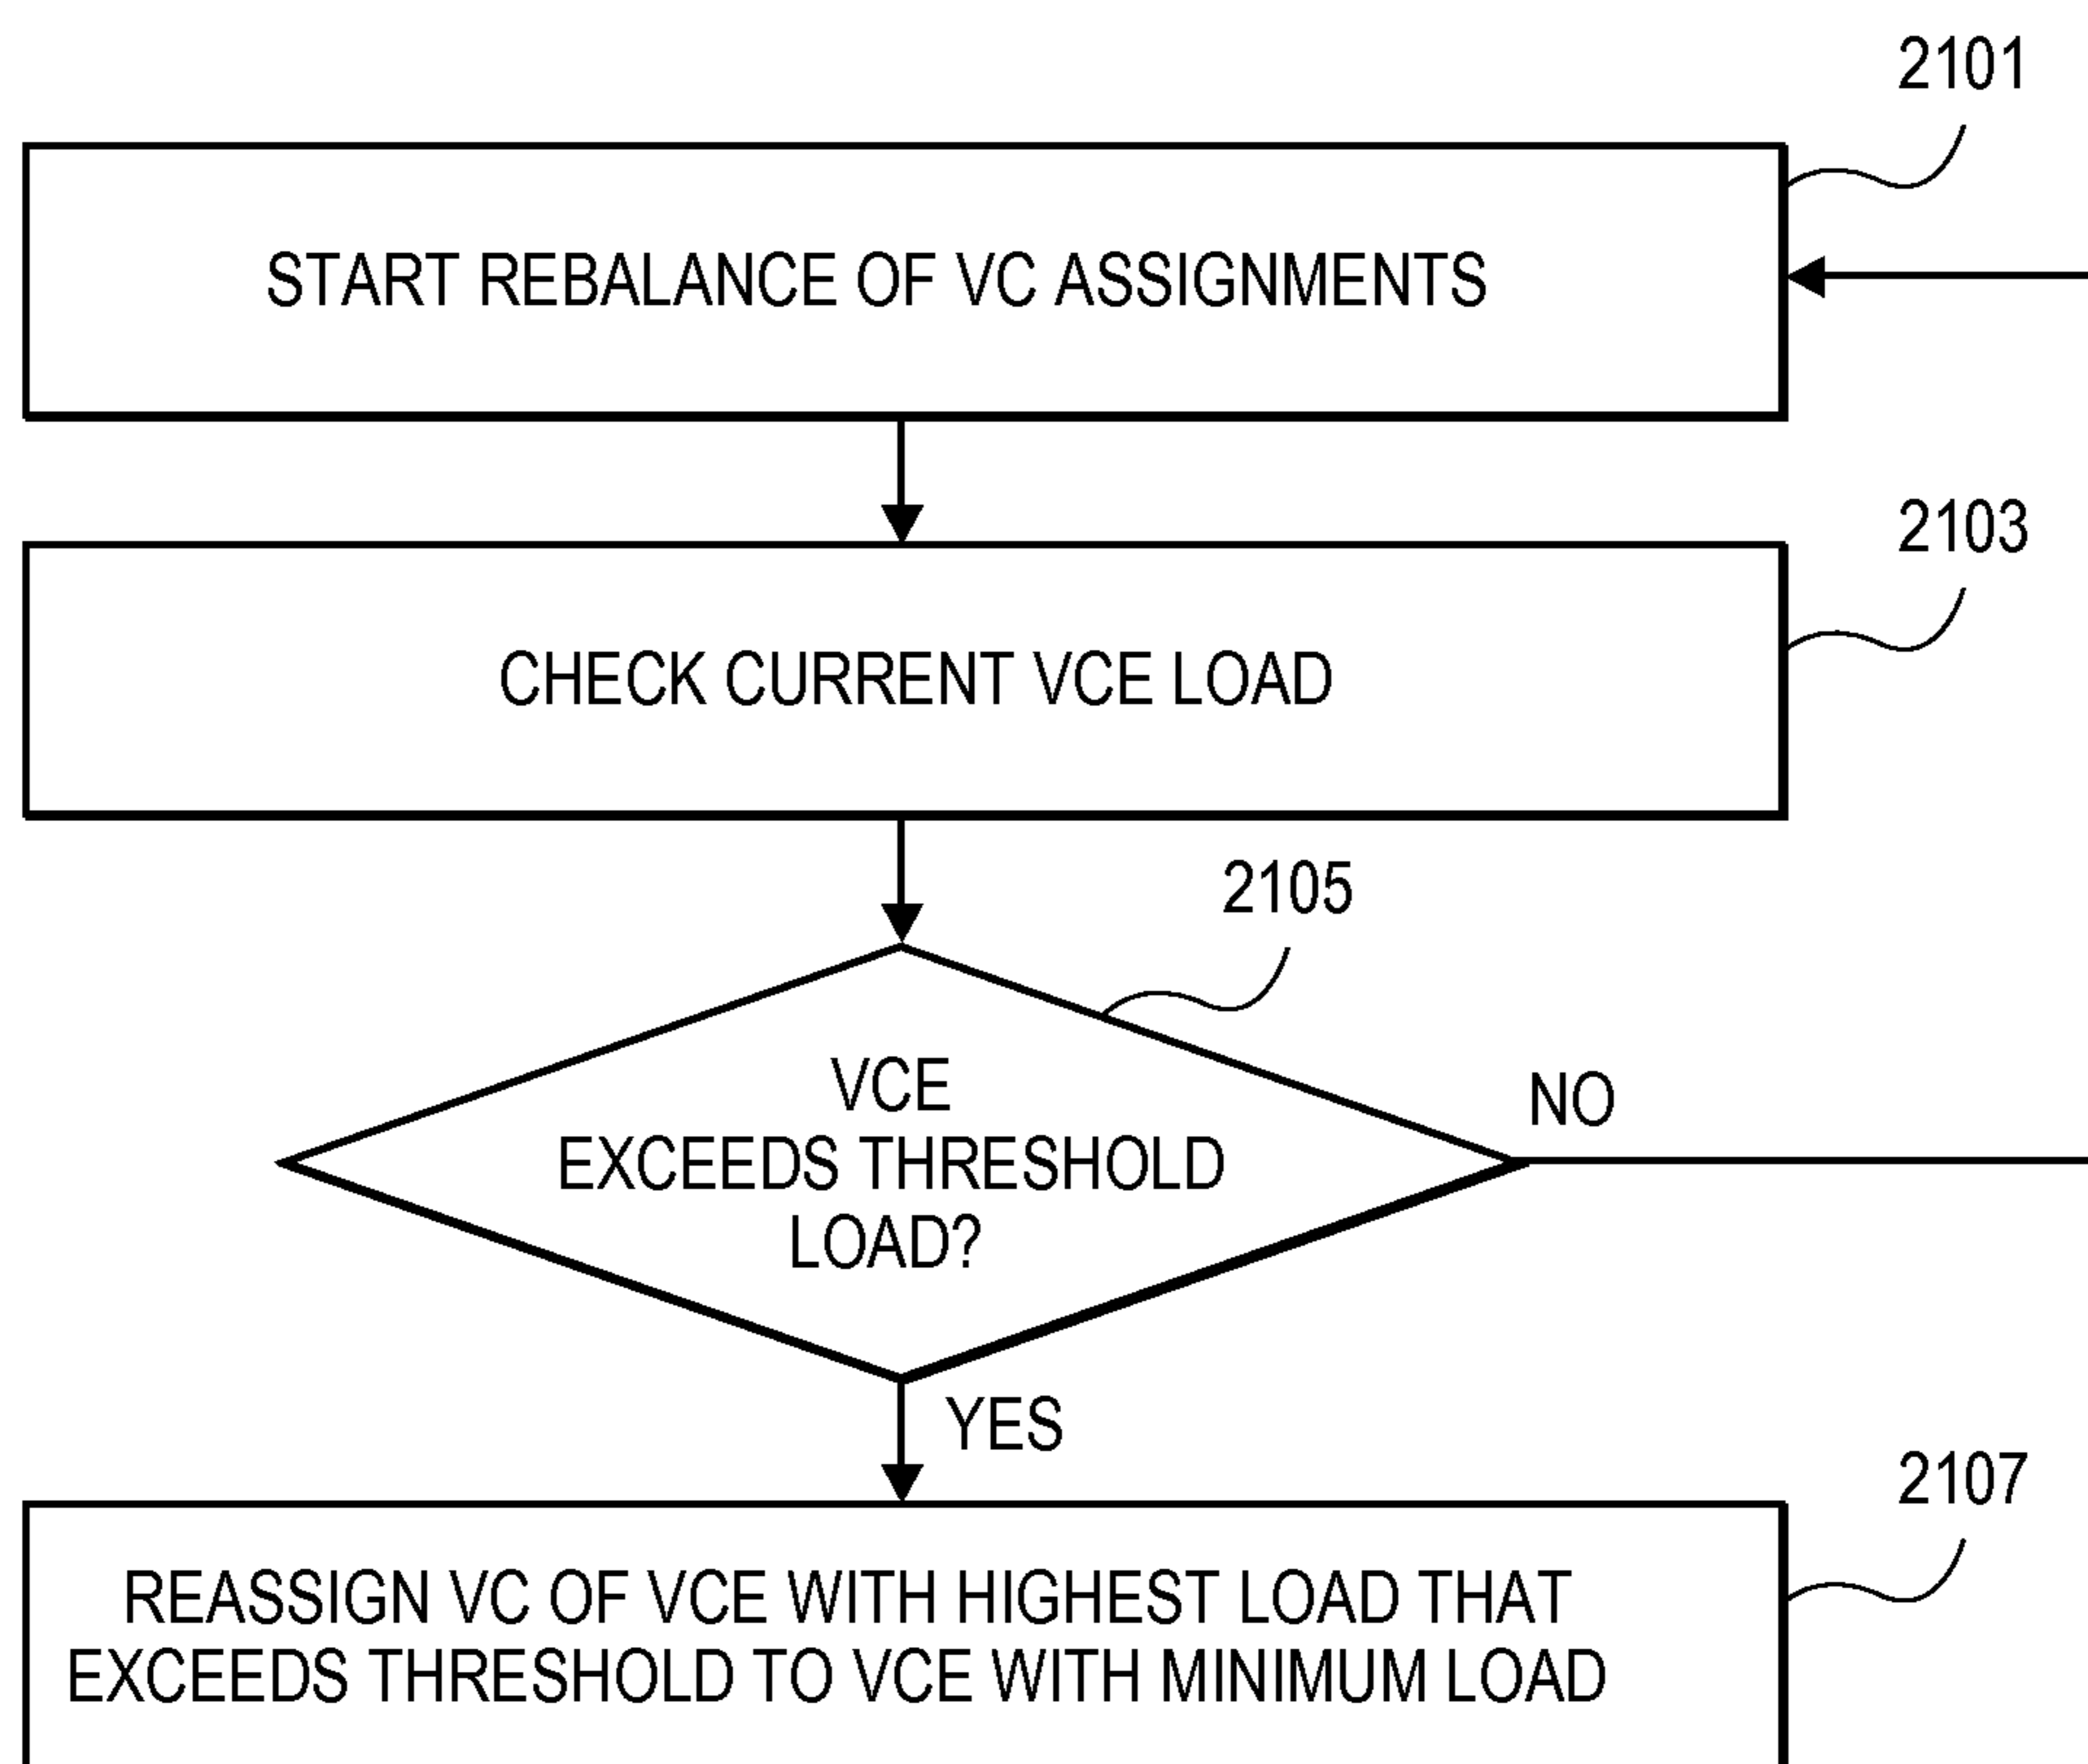 2101
START REBALANCE OF VC ASSIGNMENTS
2103
CHECK CURRENT VCE LOAD
2105
VCE
EXCEEDS THRESHOLD
LOAD?
NO
YES
2107
REASSIGN VC OF VCE WITH HIGHEST LOAD THAT
EXCEEDS THRESHOLD TO VCE WITH MINIMUM LOAD